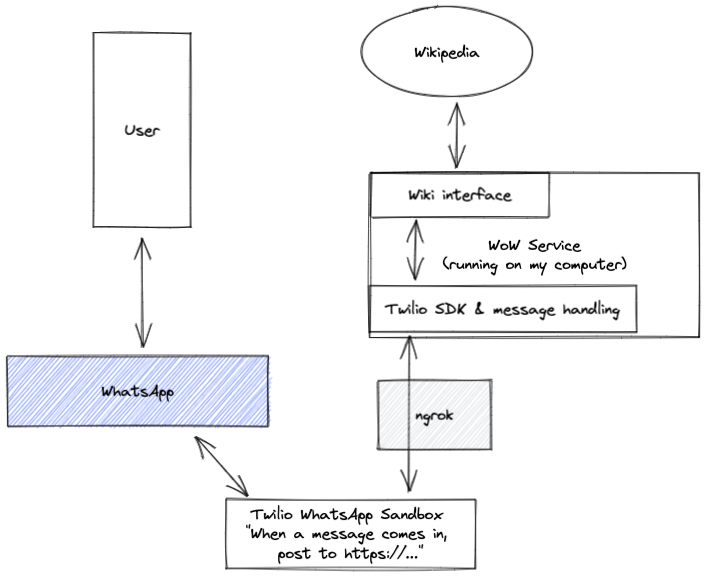 Wikipedia
User
Wiki interface
WoW Service
(running on my computer)
Twilio SDK & message handling
WhatsApp
ngrok
Twilio WhatsApp Sandbox
"When a message comes in,
post to https://..."